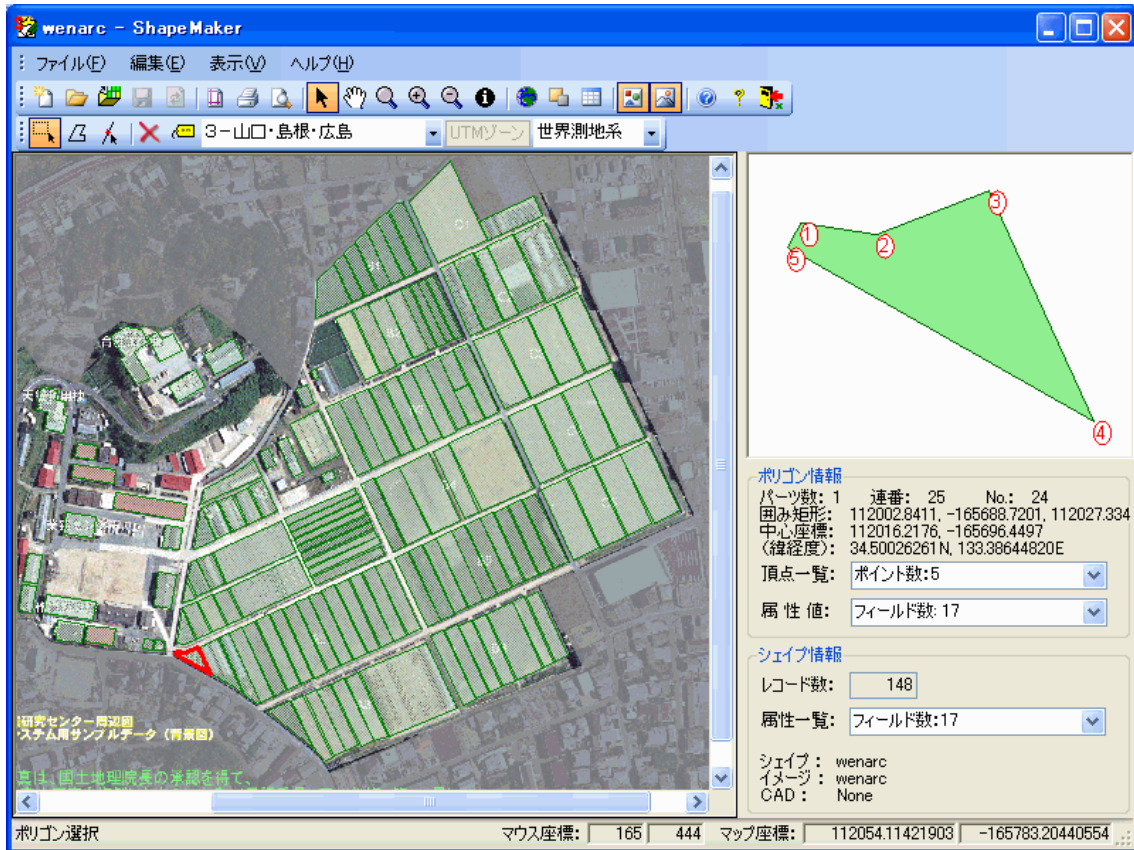 wenarc - ShapeMaker
ファイル(F) 編集(E) 表示(V) ヘルプ(H)
3-山口・島根・広島 UTMゾーン 世界測地系
C1
B1
B2
1
2
3
4
5
ポリゴン情報
パーツ数: 1 連番: 25 No.: 24
囲み矩形: 112002.8411, -165688.7201, 112027.334
中心座標: 112016.2176, -165696.4497
(緯経度): 34.50026261N, 133.38644820E
頂点一覧: ポイント数:5
属性値: フィールド数: 17
シェイプ情報
レコード数: 148
属性一覧: フィールド数:17
シェイプ: wenarc
イメージ: wenarc
CAD: None
研究センター周辺図
ステム用サンプルデータ（背景図）
真は、国土地理院長の承認を得て、
ポリゴン選択 マウス座標: 165 444 マップ座標: 112054.11421903 -165783.20440554